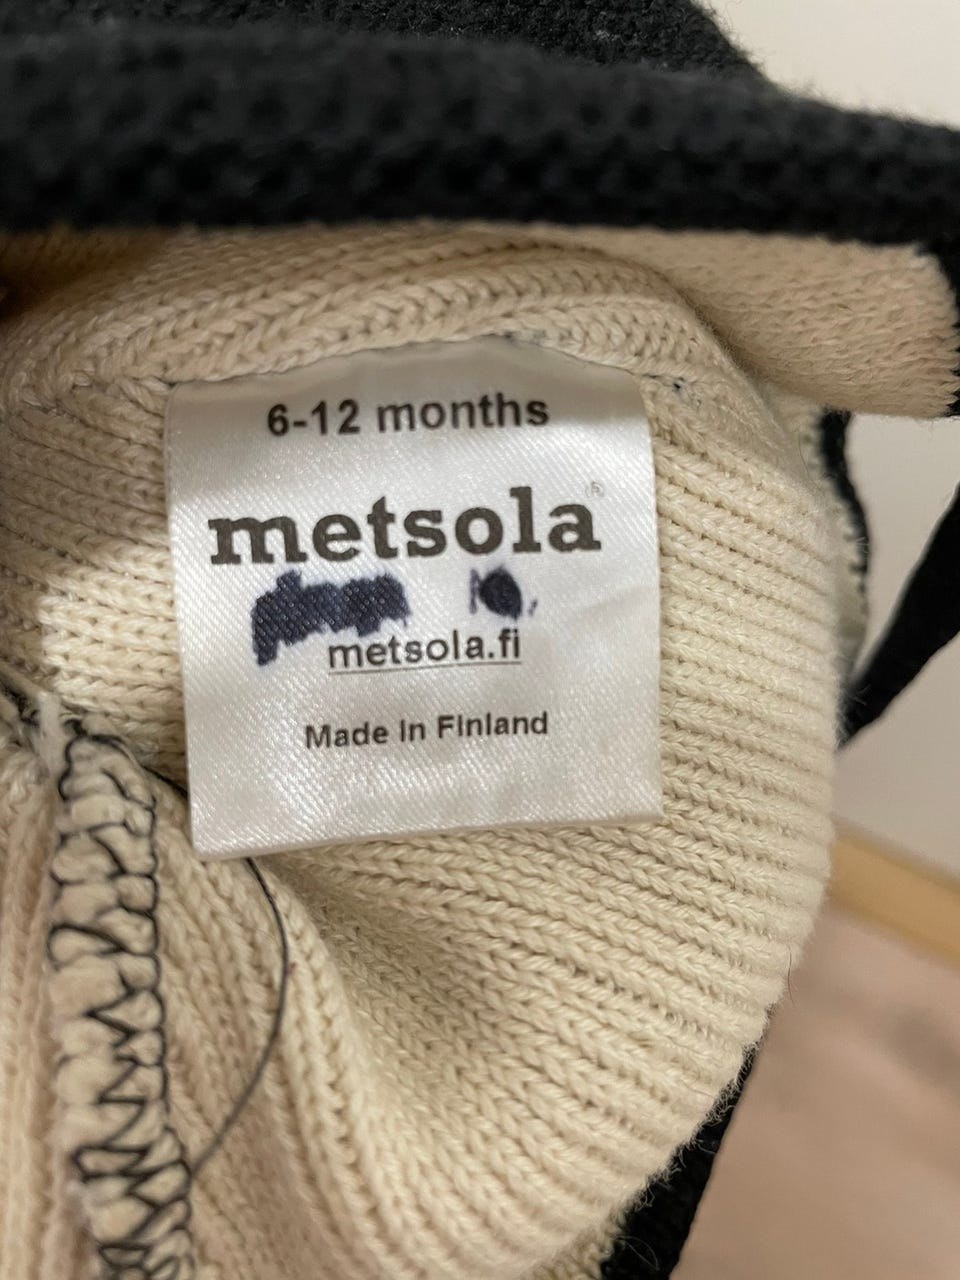 6-12 months
metsola®
metsola.fi
Made in Finland